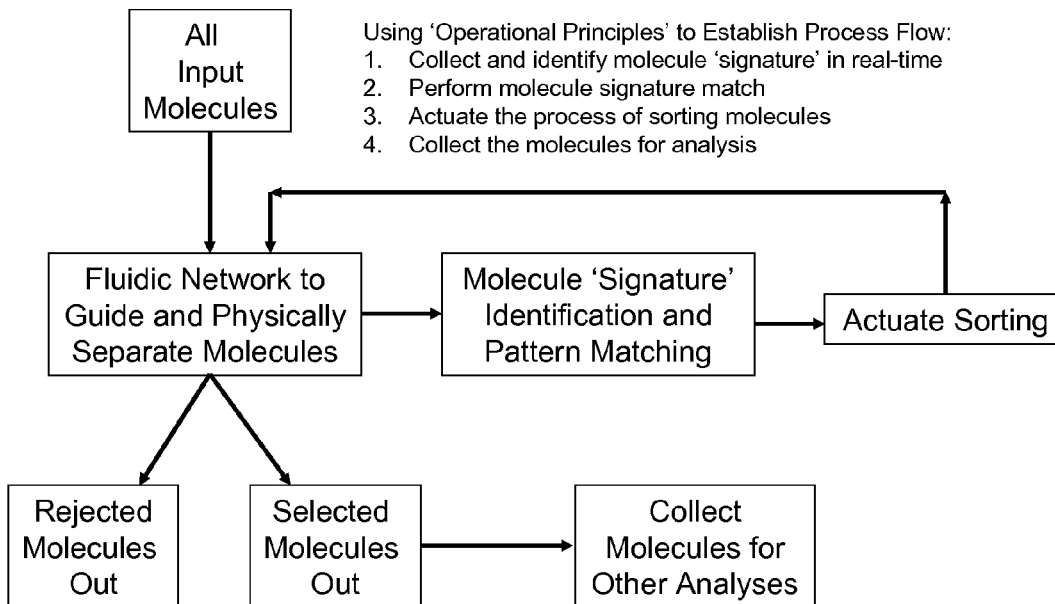 All
Input
Molecules
Using ‘Operational Principles’ to Establish Process Flow:
1. Collect and identify molecule ‘signature’ in real-time
2. Perform molecule signature match
3. Actuate the process of sorting molecules
4. Collect the molecules for analysis
Fluidic Network to
Guide and Physically
Separate Molecules
Molecule ‘Signature’
Identification and
Pattern Matching
Actuate Sorting
Rejected
Molecules
Out
Selected
Molecules
Out
Collect
Molecules for
Other Analyses